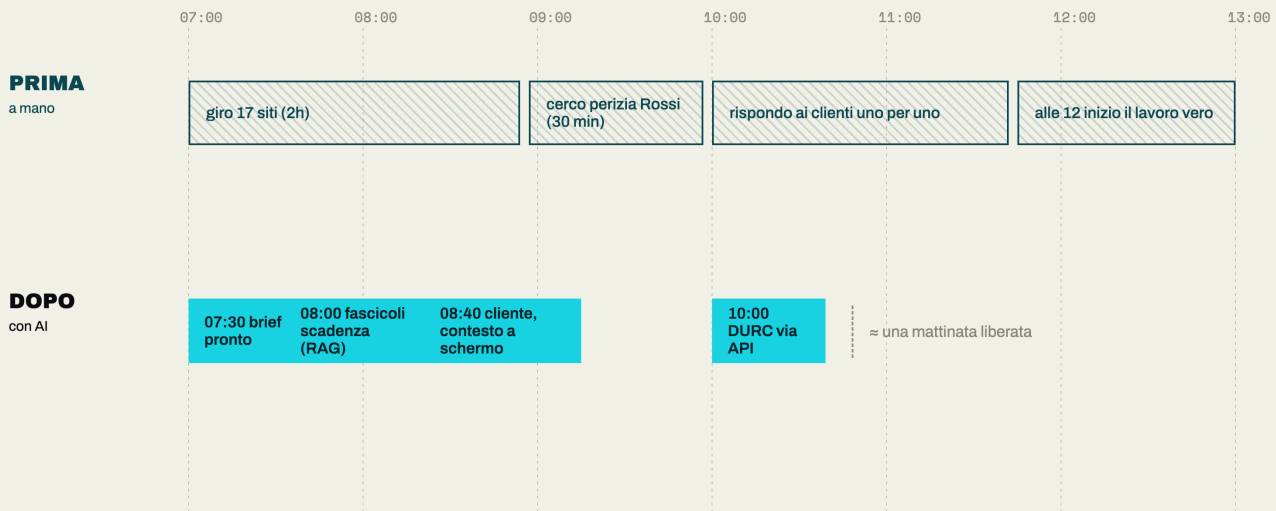 07:00 08:00 09:00 10:00 11:00 12:00 13:00
PRIMA
a mano
giro 17 siti (2h)
cerco perizia Rossi
(30 min)
rispondo ai clienti uno per uno
alle 12 inizio il lavoro vero
DOPO
con AI
07:30 brief
pronto
08:00 fascicoli
scadenza
(RAG)
08:40 cliente,
contesto a
schermo
10:00
DURC via
API
≈ una mattinata liberata